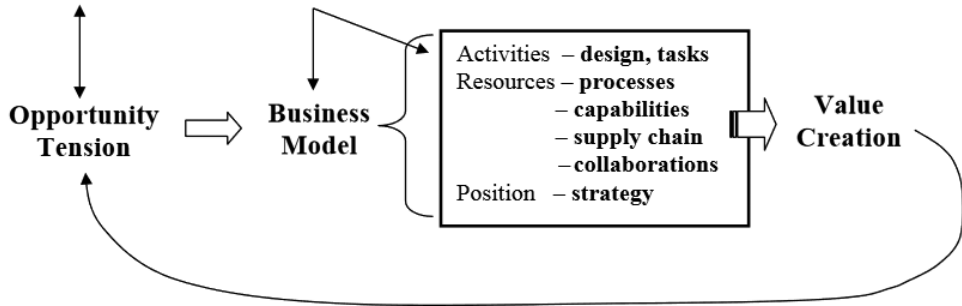 Opportunity
Tension
Business
Model
Activities – design, tasks
Resources – processes
– capabilities
– supply chain
– collaborations
Position – strategy
Value
Creation